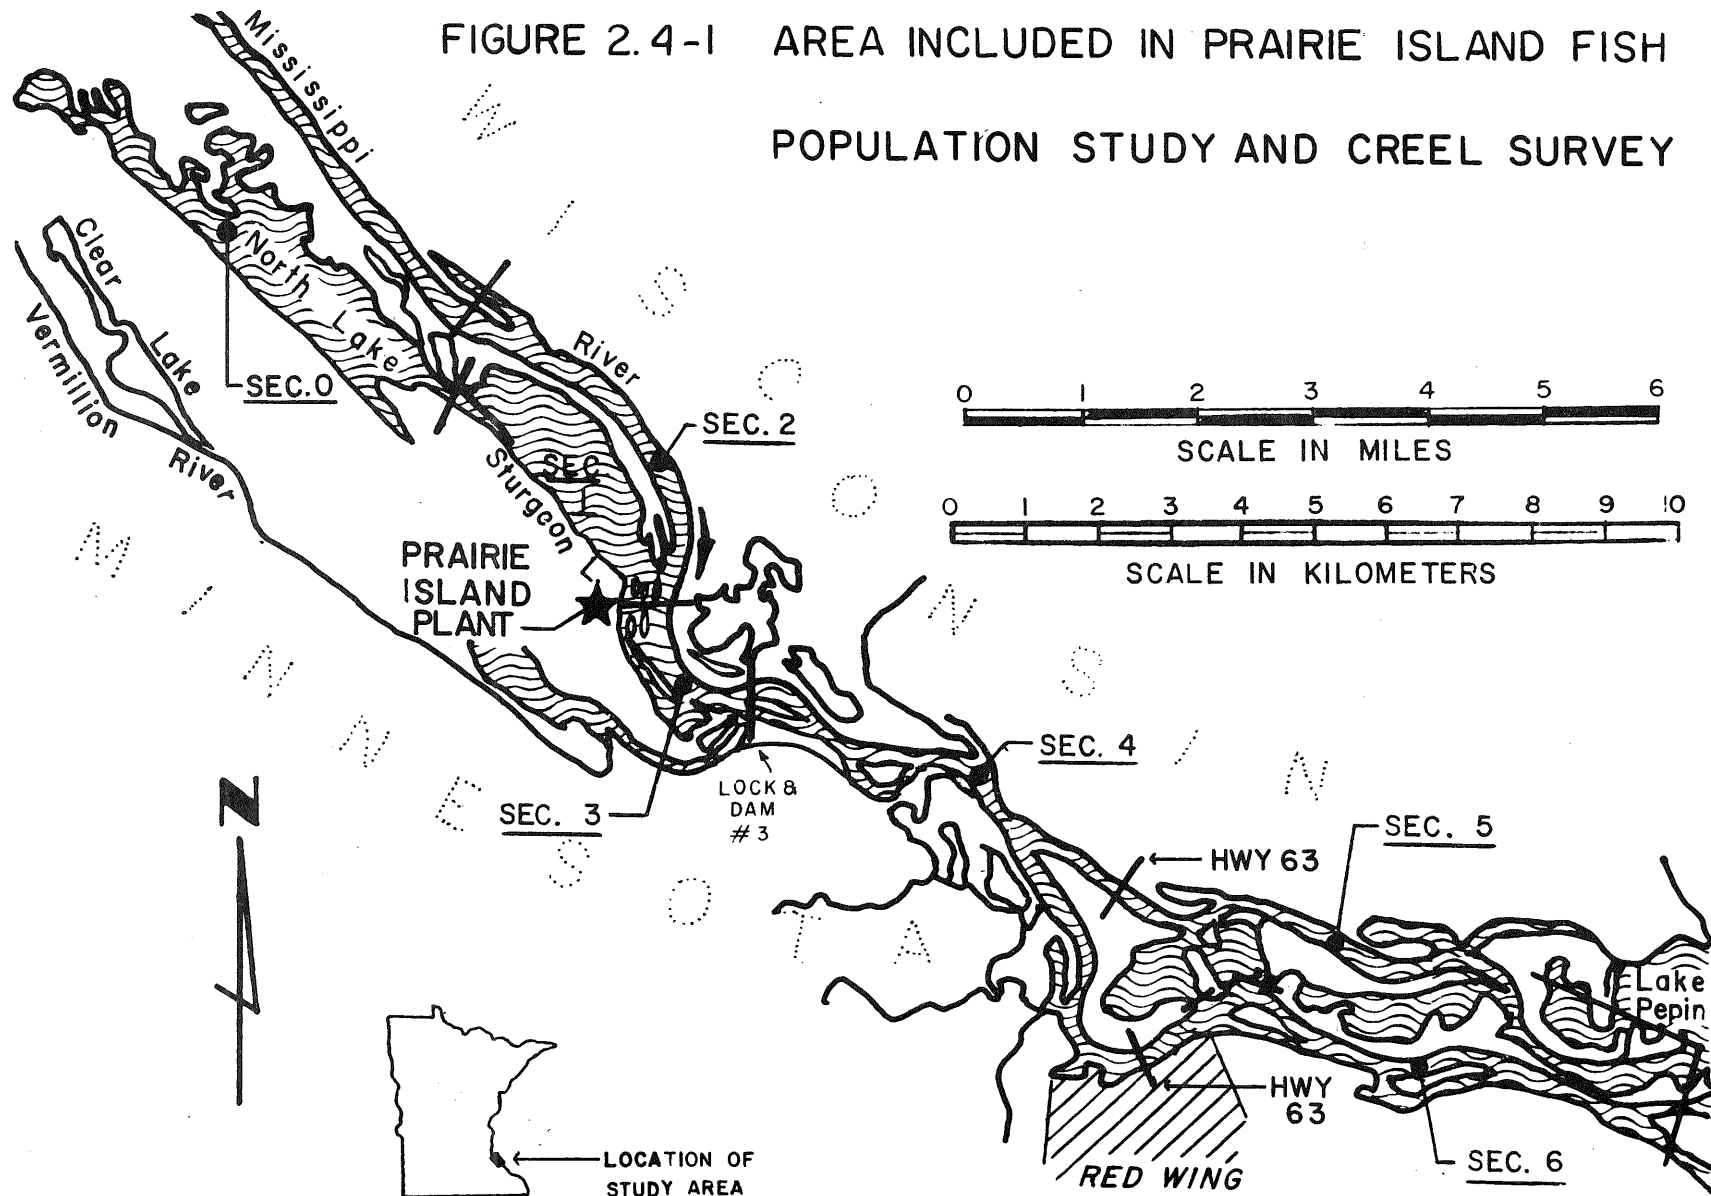 FIGURE 2.4-1 AREA INCLUDED IN PRAIRIE ISLAND FISH
POPULATION STUDY AND CREEL SURVEY
Mississippi
River
WISCONSIN
North
Lake
Clear
Lake
Vermillion
River
SEC. 0
SEC. 2
SEC
1
Sturgeon
0 1 2 3 4 5 6
SCALE IN MILES
0 1 2 3 4 5 6 7 8 9 10
SCALE IN KILOMETERS
PRAIRIE
ISLAND
PLANT
MINNESOTA
N
SEC. 3
LOCK &
DAM
#3
SEC. 4
HWY 63
SEC. 5
Lake
Pepin
HWY
63
RED WING
SEC. 6
LOCATION OF
STUDY AREA